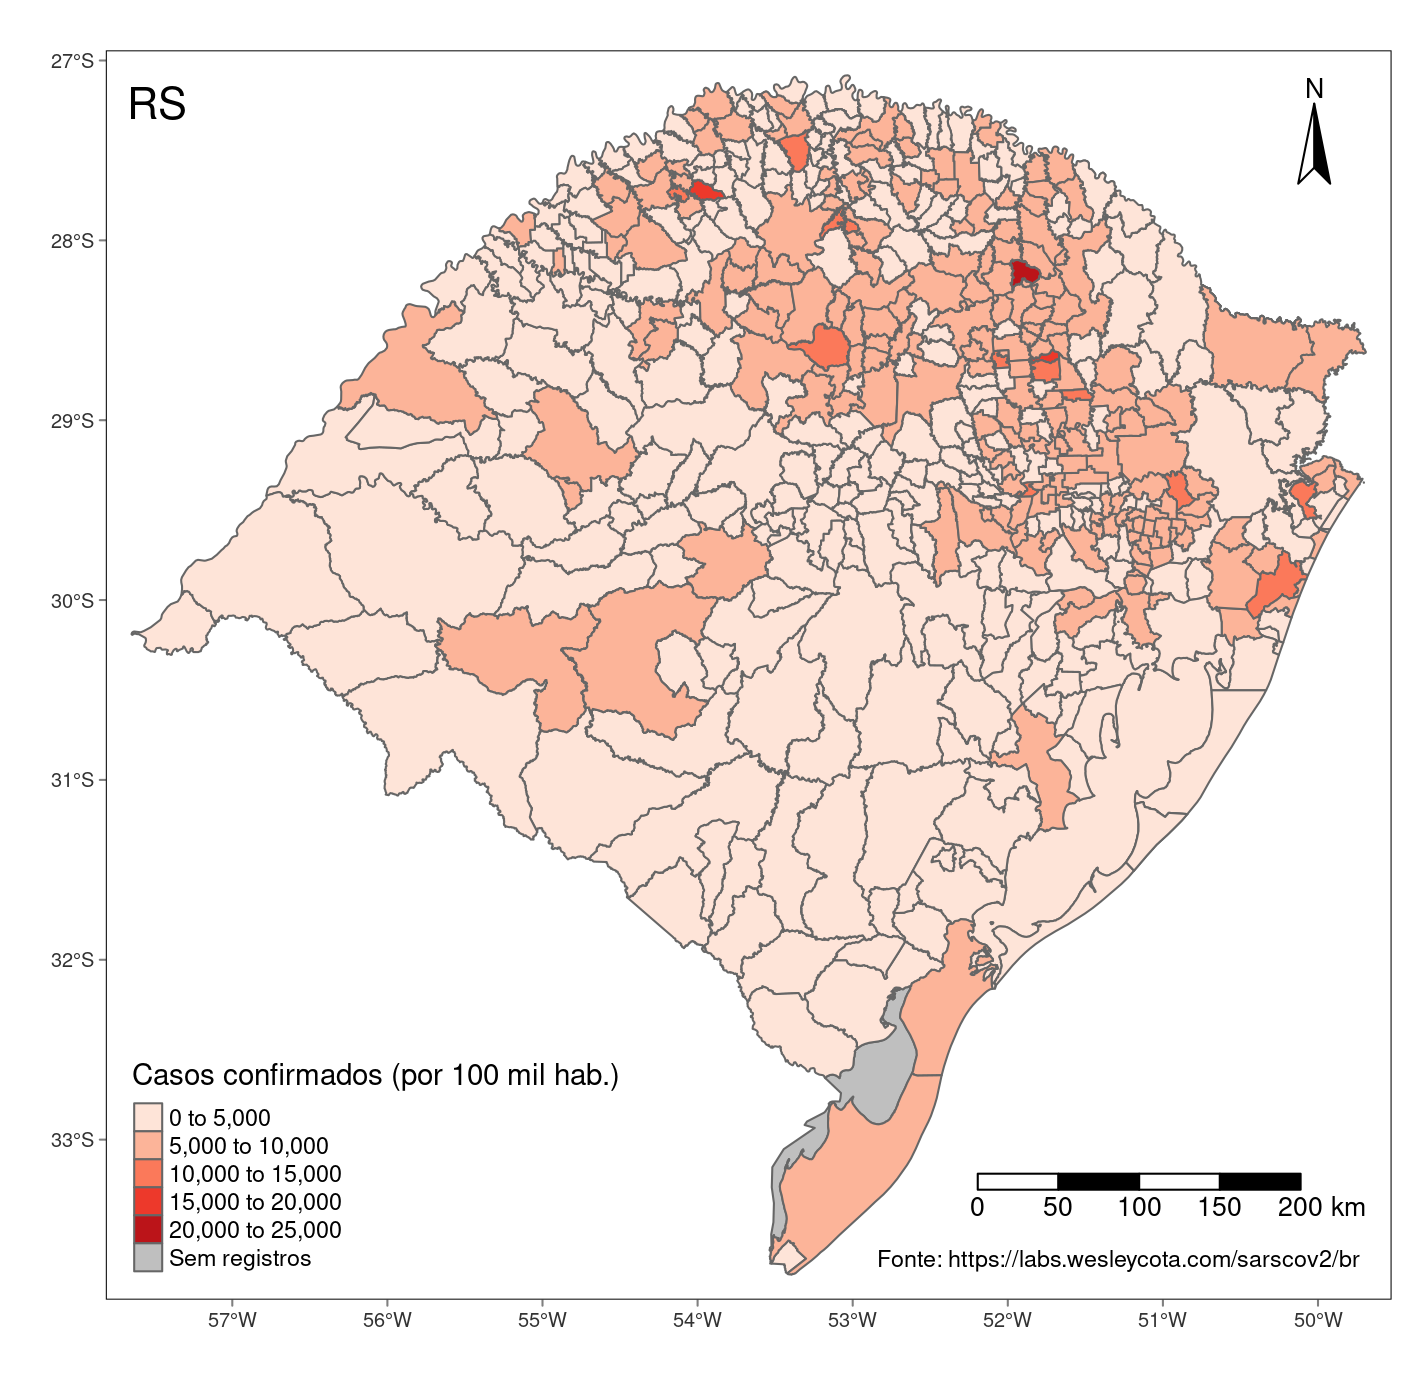 RS
N
27°S
28°S
29°S
30°S
31°S
32°S
33°S
Casos confirmados (por 100 mil hab.)
0 to 5,000
5,000 to 10,000
10,000 to 15,000
15,000 to 20,000
20,000 to 25,000
Sem registros
0 50 100 150 200 km
Fonte: https://labs.wesleycota.com/sarscov2/br
57°W 56°W 55°W 54°W 53°W 52°W 51°W 50°W